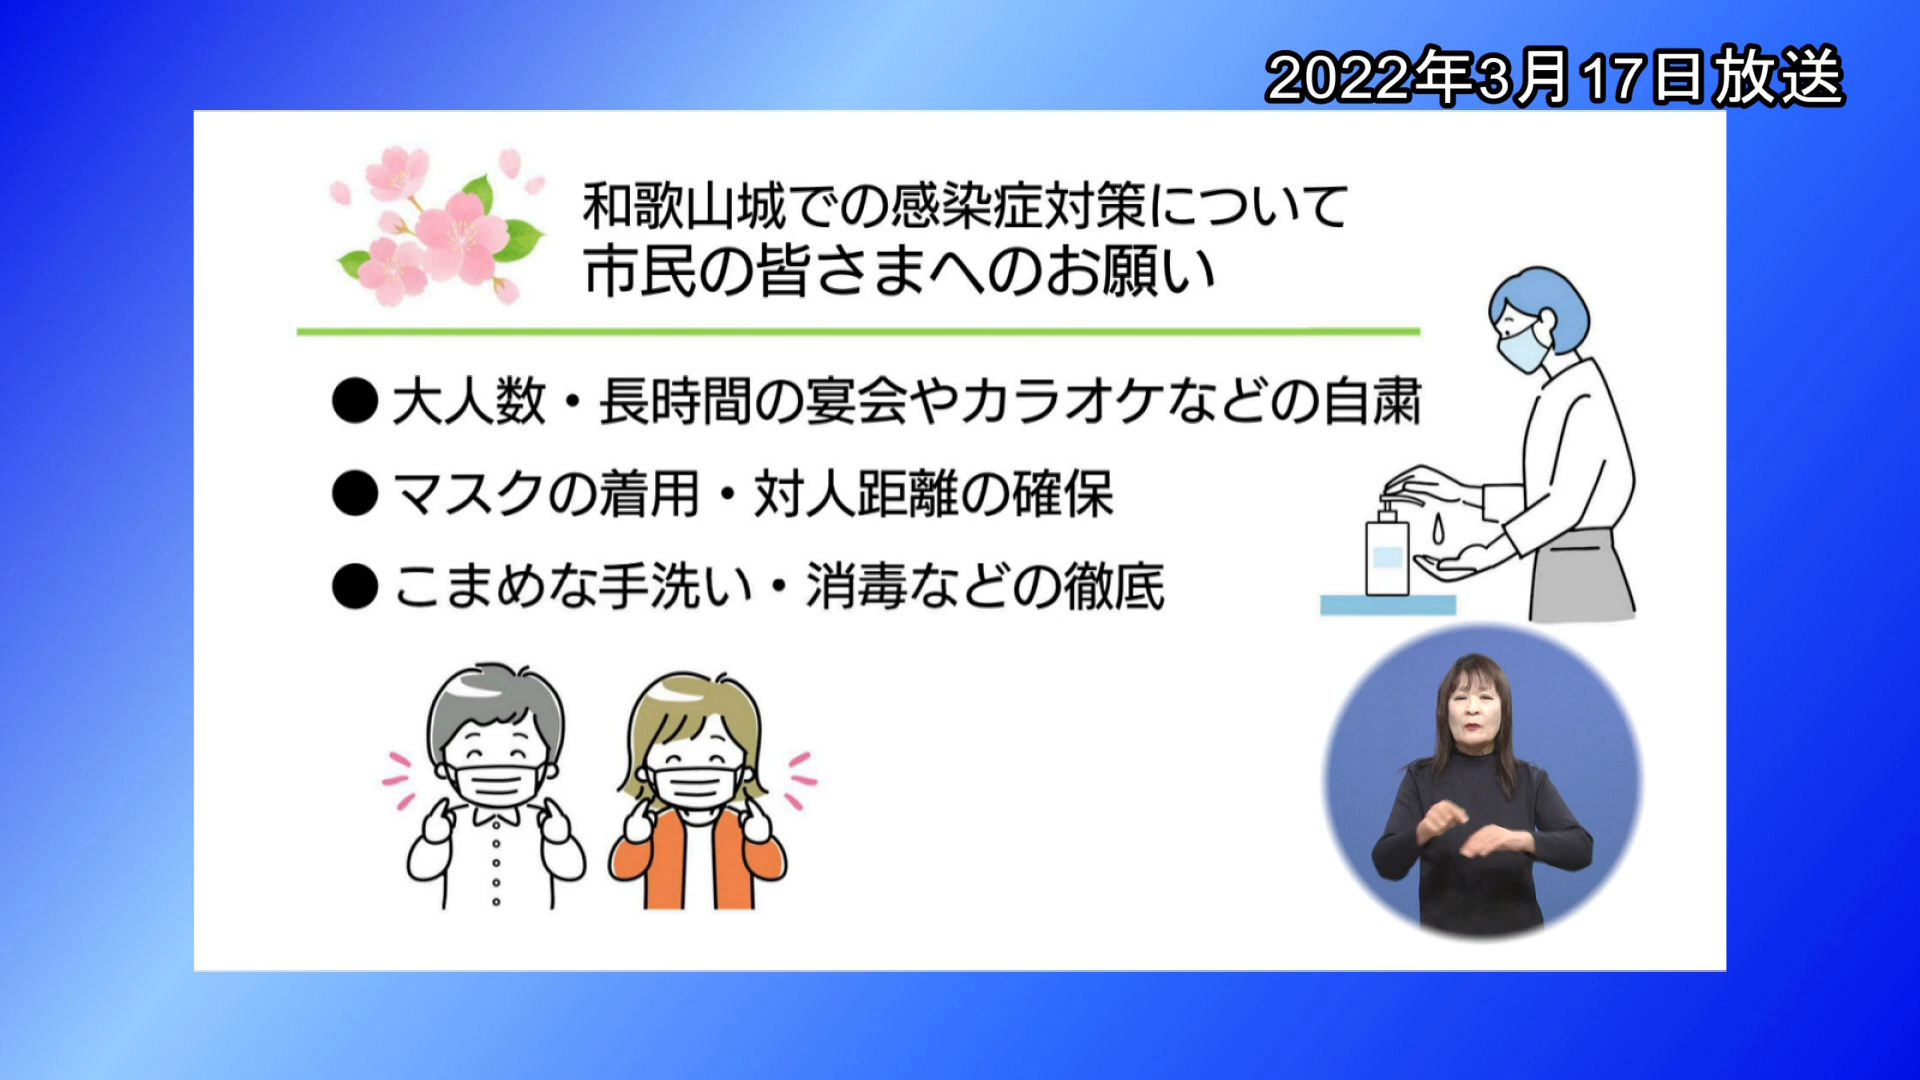 2022年3月17日放送
和歌山城での感染症対策について
市民の皆さまへのお願い
● 大人数・長時間の宴会やカラオケなどの自粛
● マスクの着用・対人距離の確保
● こまめな手洗い・消毒などの徹底